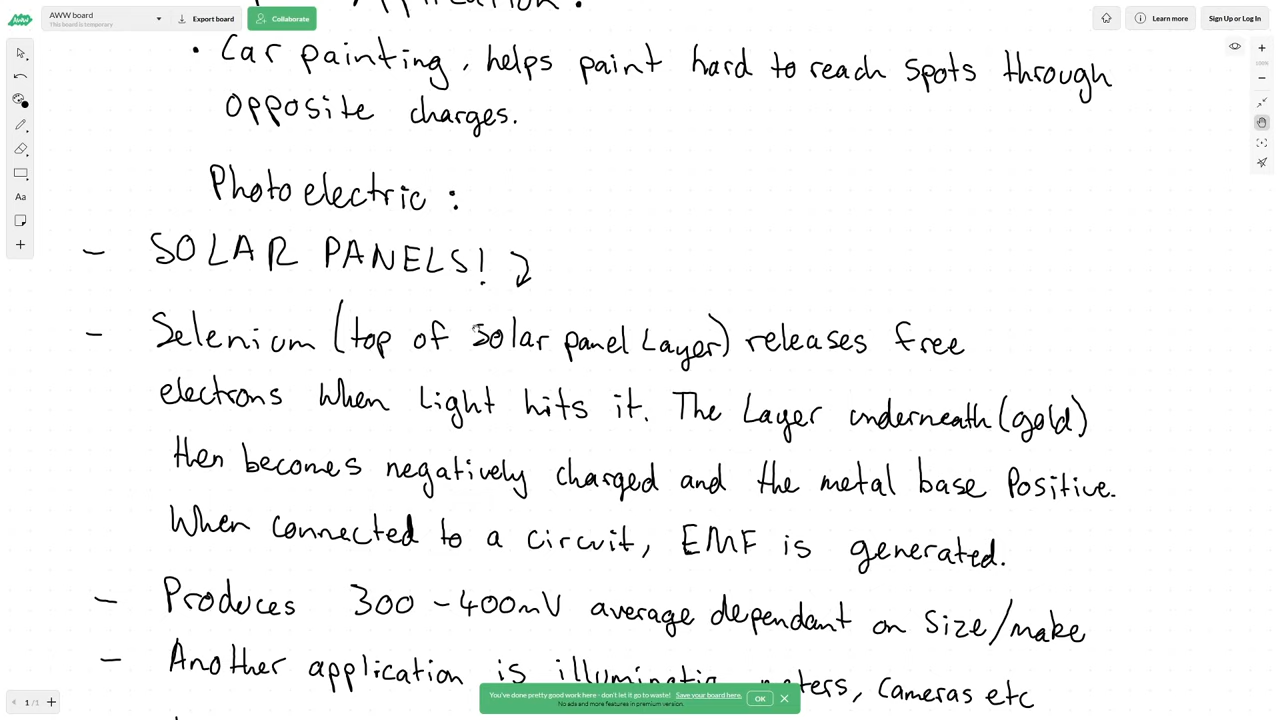 AWW board
This board is temporary
Export board
Collaborate
Learn more
Sign Up or Log In
Application:
• Car painting, helps paint hard to reach spots through
opposite charges.
Photoelectric :
- SOLAR PANELS!
- Selenium (top of solar panel Layer) releases free
electrons when Light hits it. The Layer underneath (gold)
then becomes negatively charged and the metal base Positive.
When connected to a circuit, EMF is generated.
- Produces 300 - 400mV average dependant on Size/make
- Another application is illuminatio meters, Cameras etc
100%
Aa
1 / 1
You've done pretty good work here - don't let it go to waste! Save your board here.
No ads and more features in premium version.
OK